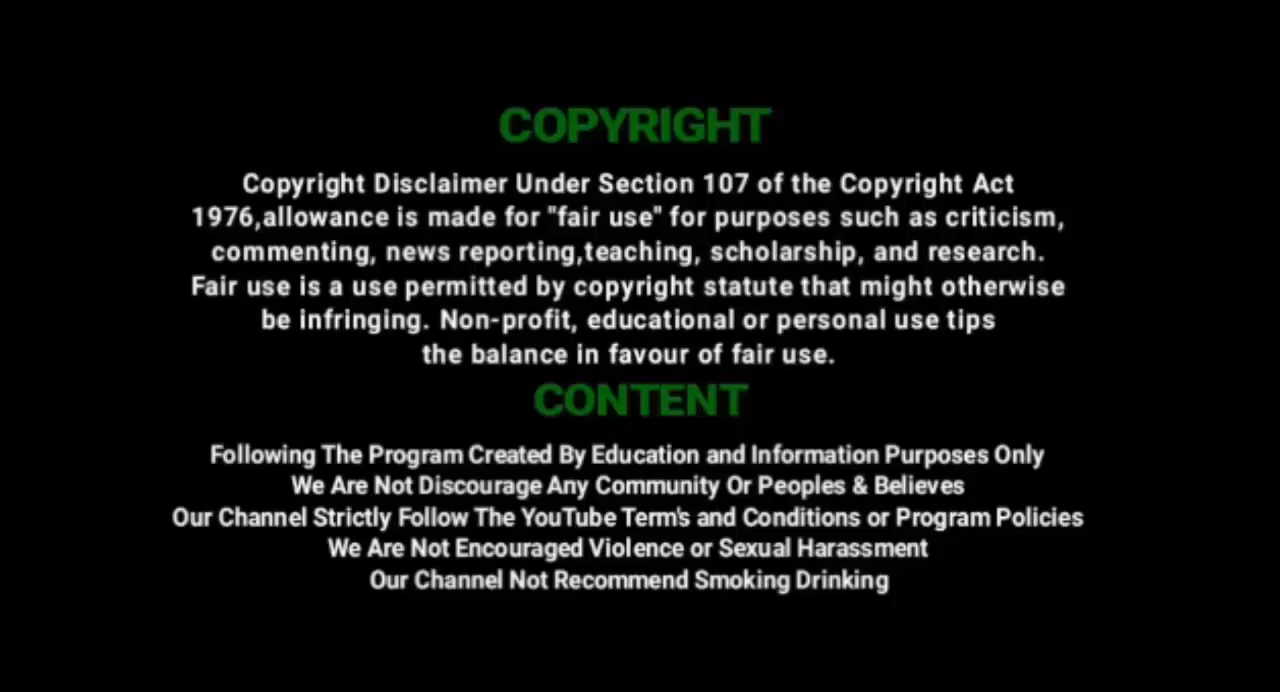 COPYRIGHT
Copyright Disclaimer Under Section 107 of the Copyright Act
1976,allowance is made for "fair use" for purposes such as criticism,
commenting, news reporting,teaching, scholarship, and research.
Fair use is a use permitted by copyright statute that might otherwise
be infringing. Non-profit, educational or personal use tips
the balance in favour of fair use.
CONTENT
Following The Program Created By Education and Information Purposes Only
We Are Not Discourage Any Community Or Peoples & Believes
Our Channel Strictly Follow The YouTube Term's and Conditions or Program Policies
We Are Not Encouraged Violence or Sexual Harassment
Our Channel Not Recommend Smoking Drinking